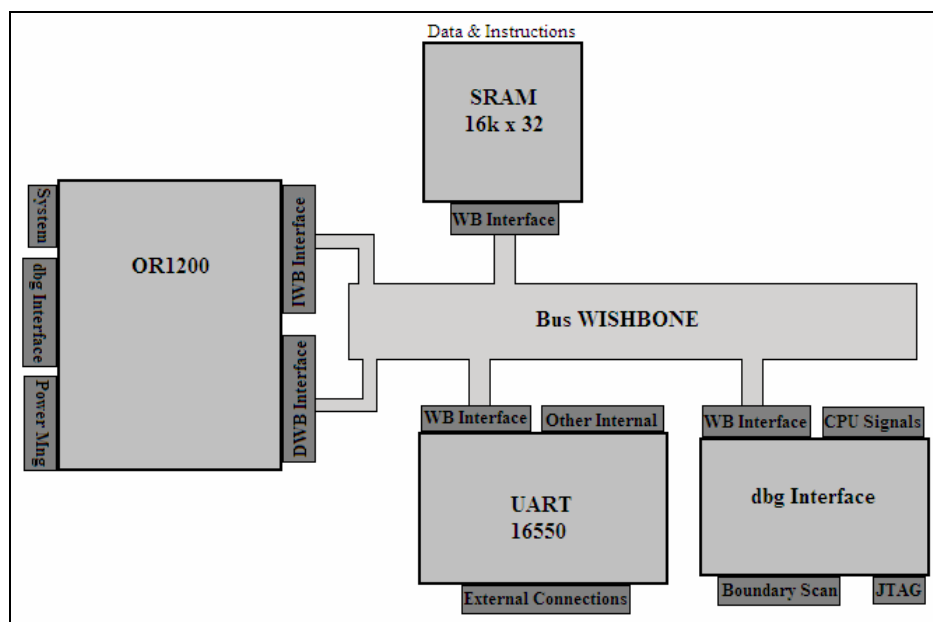 Data & Instructions
SRAM
16k x 32
WB Interface
System
dbg Interface
Power Mng
OR1200
IWB Interface
DWB Interface
Bus WISHBONE
WB Interface
Other Internal
UART
16550
External Connections
WB Interface
CPU Signals
dbg Interface
Boundary Scan
JTAG